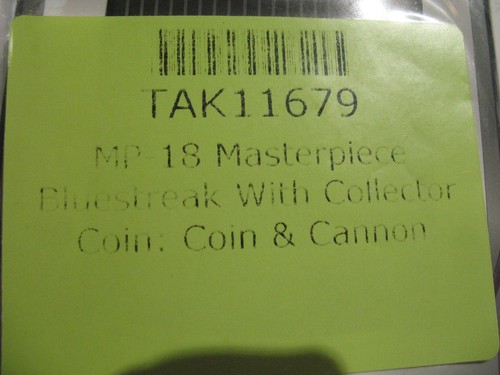 TAK11679
MP-18 Masterpiece
Bluestreak With Collector
Coin: Coin & Cannon